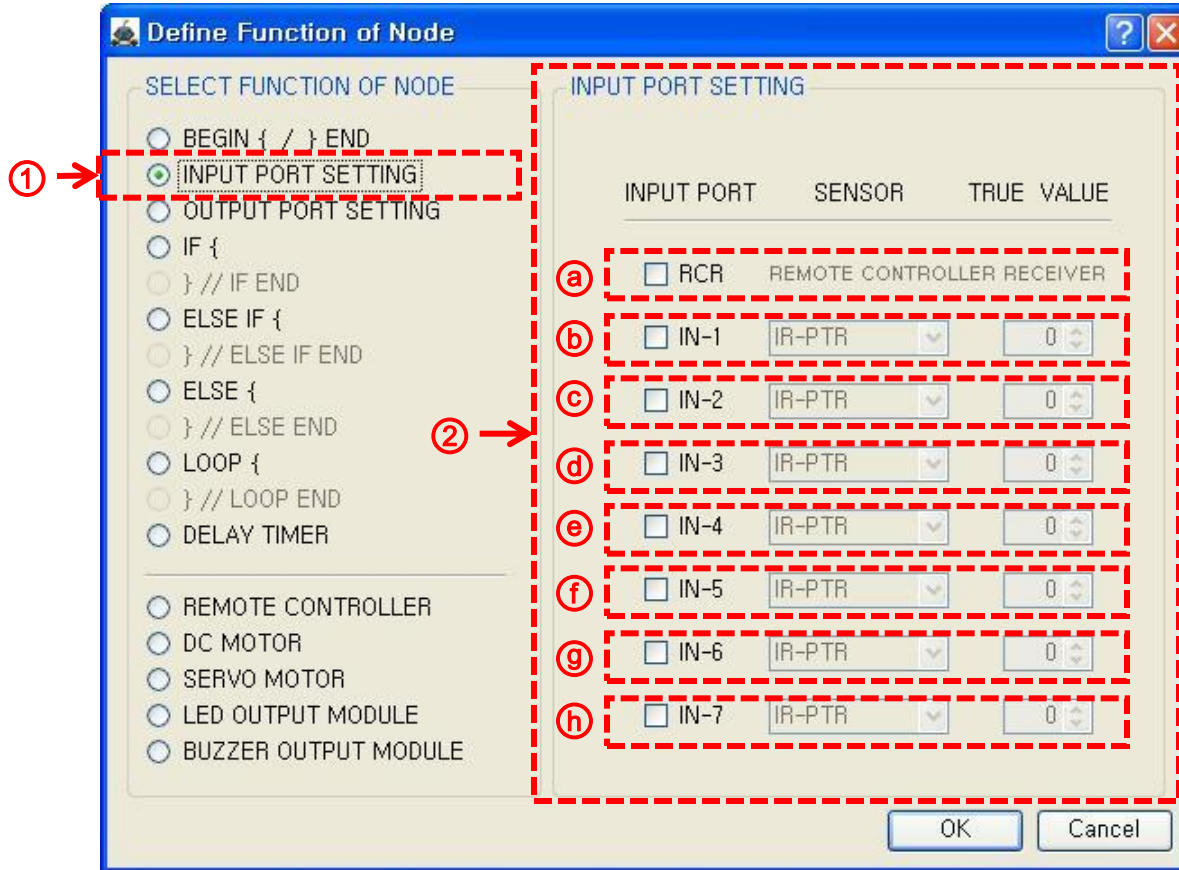 Define Function of Node
SELECT FUNCTION OF NODE
BEGIN { / } END
① INPUT PORT SETTING
OUTPUT PORT SETTING
IF {
} // IF END
ELSE IF {
} // ELSE IF END
ELSE {
} // ELSE END
LOOP {
} // LOOP END
DELAY TIMER
REMOTE CONTROLLER
DC MOTOR
SERVO MOTOR
LED OUTPUT MODULE
BUZZER OUTPUT MODULE
②
INPUT PORT SETTING
INPUT PORT SENSOR TRUE VALUE
ⓐ RCR REMOTE CONTROLLER RECEIVER
ⓑ IN-1 IR-PTR 0
ⓒ IN-2 IR-PTR 0
ⓓ IN-3 IR-PTR 0
ⓔ IN-4 IR-PTR 0
ⓕ IN-5 IR-PTR 0
ⓖ IN-6 IR-PTR 0
ⓗ IN-7 IR-PTR 0
OK Cancel